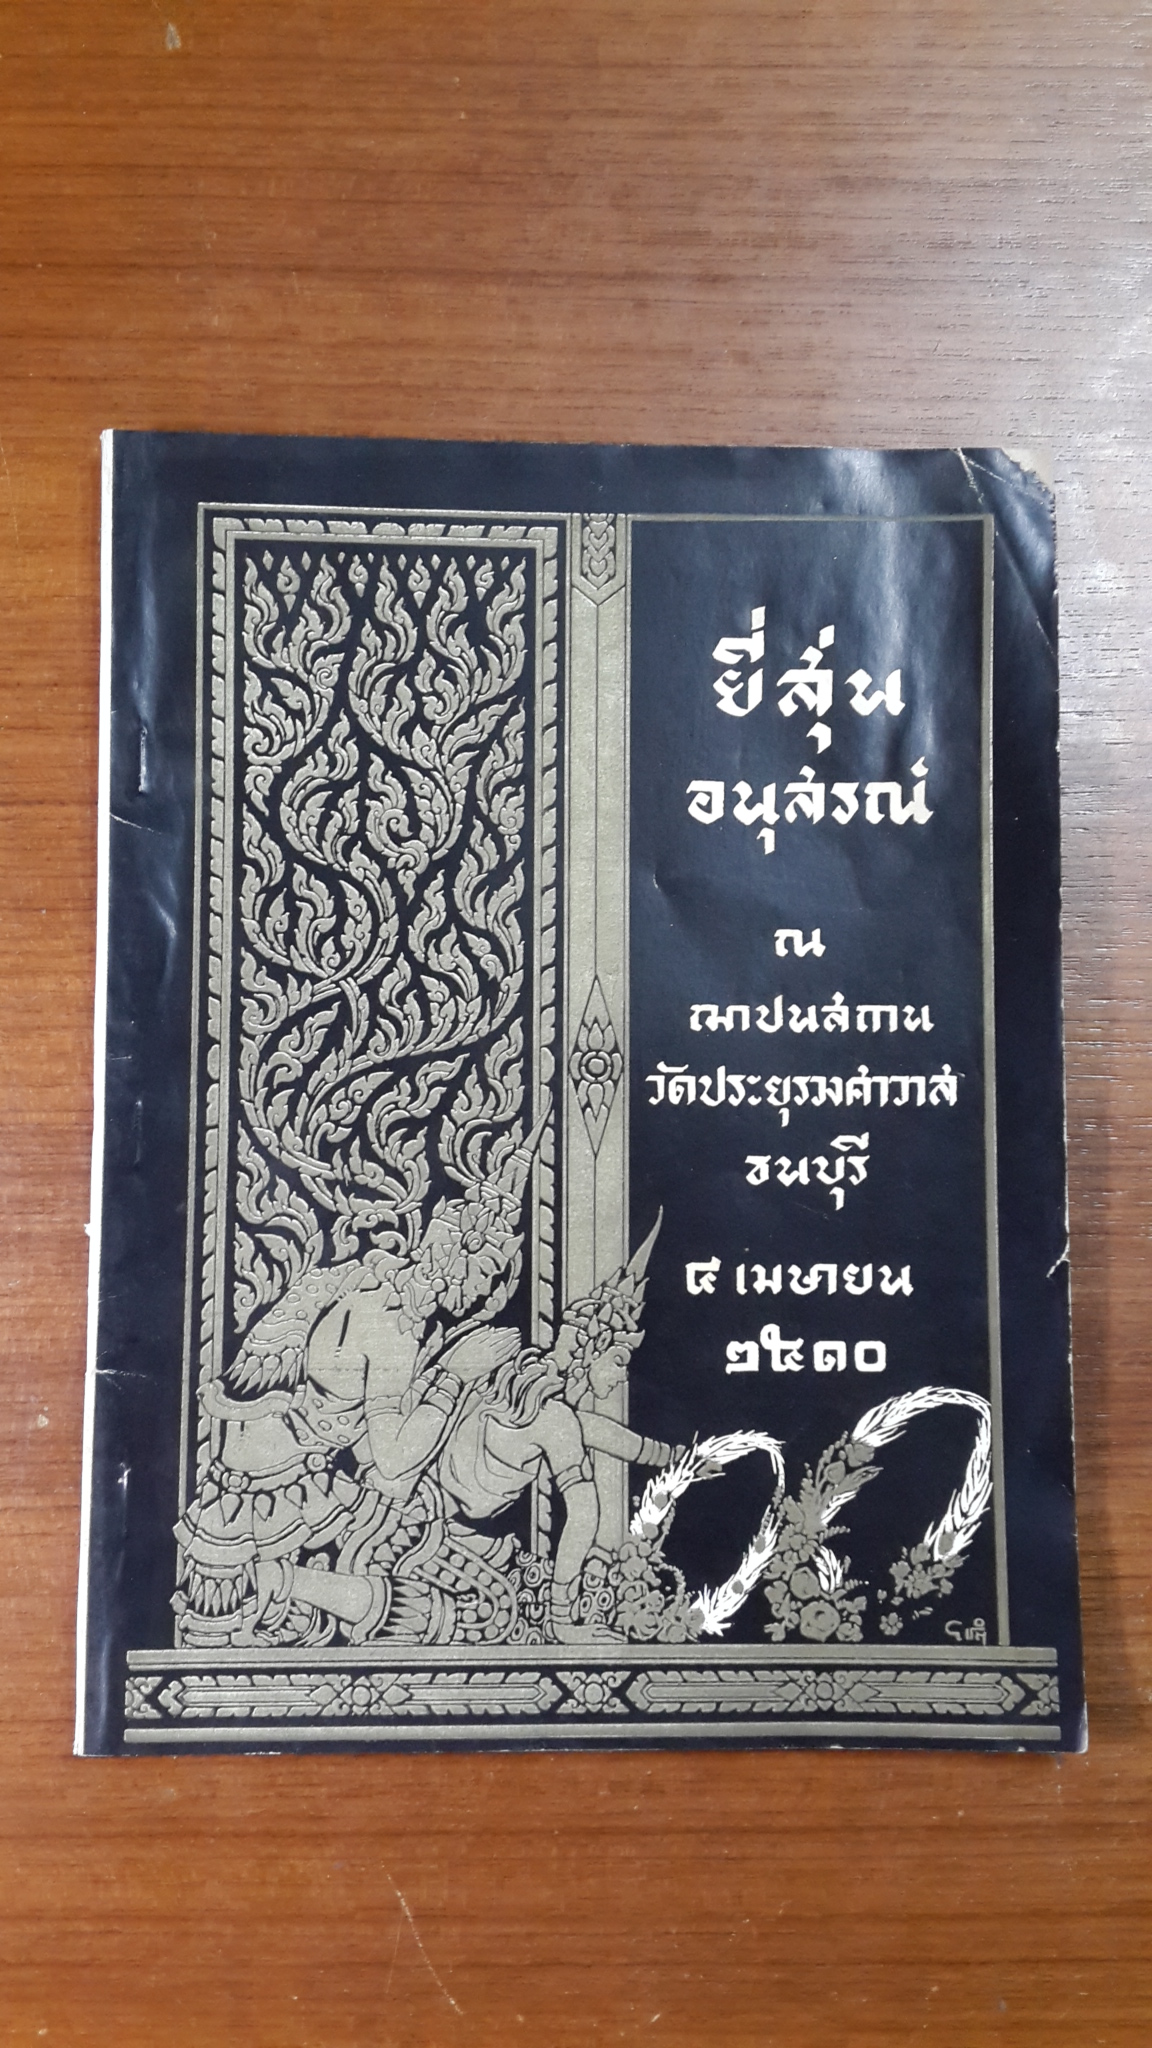 ยี่สุ่น
อนุสรณ์
ณ
ฌาปนสถาน
วัดประยุรวงศาวาส
ธนบุรี
๔ เมษายน
๒๕๑๐